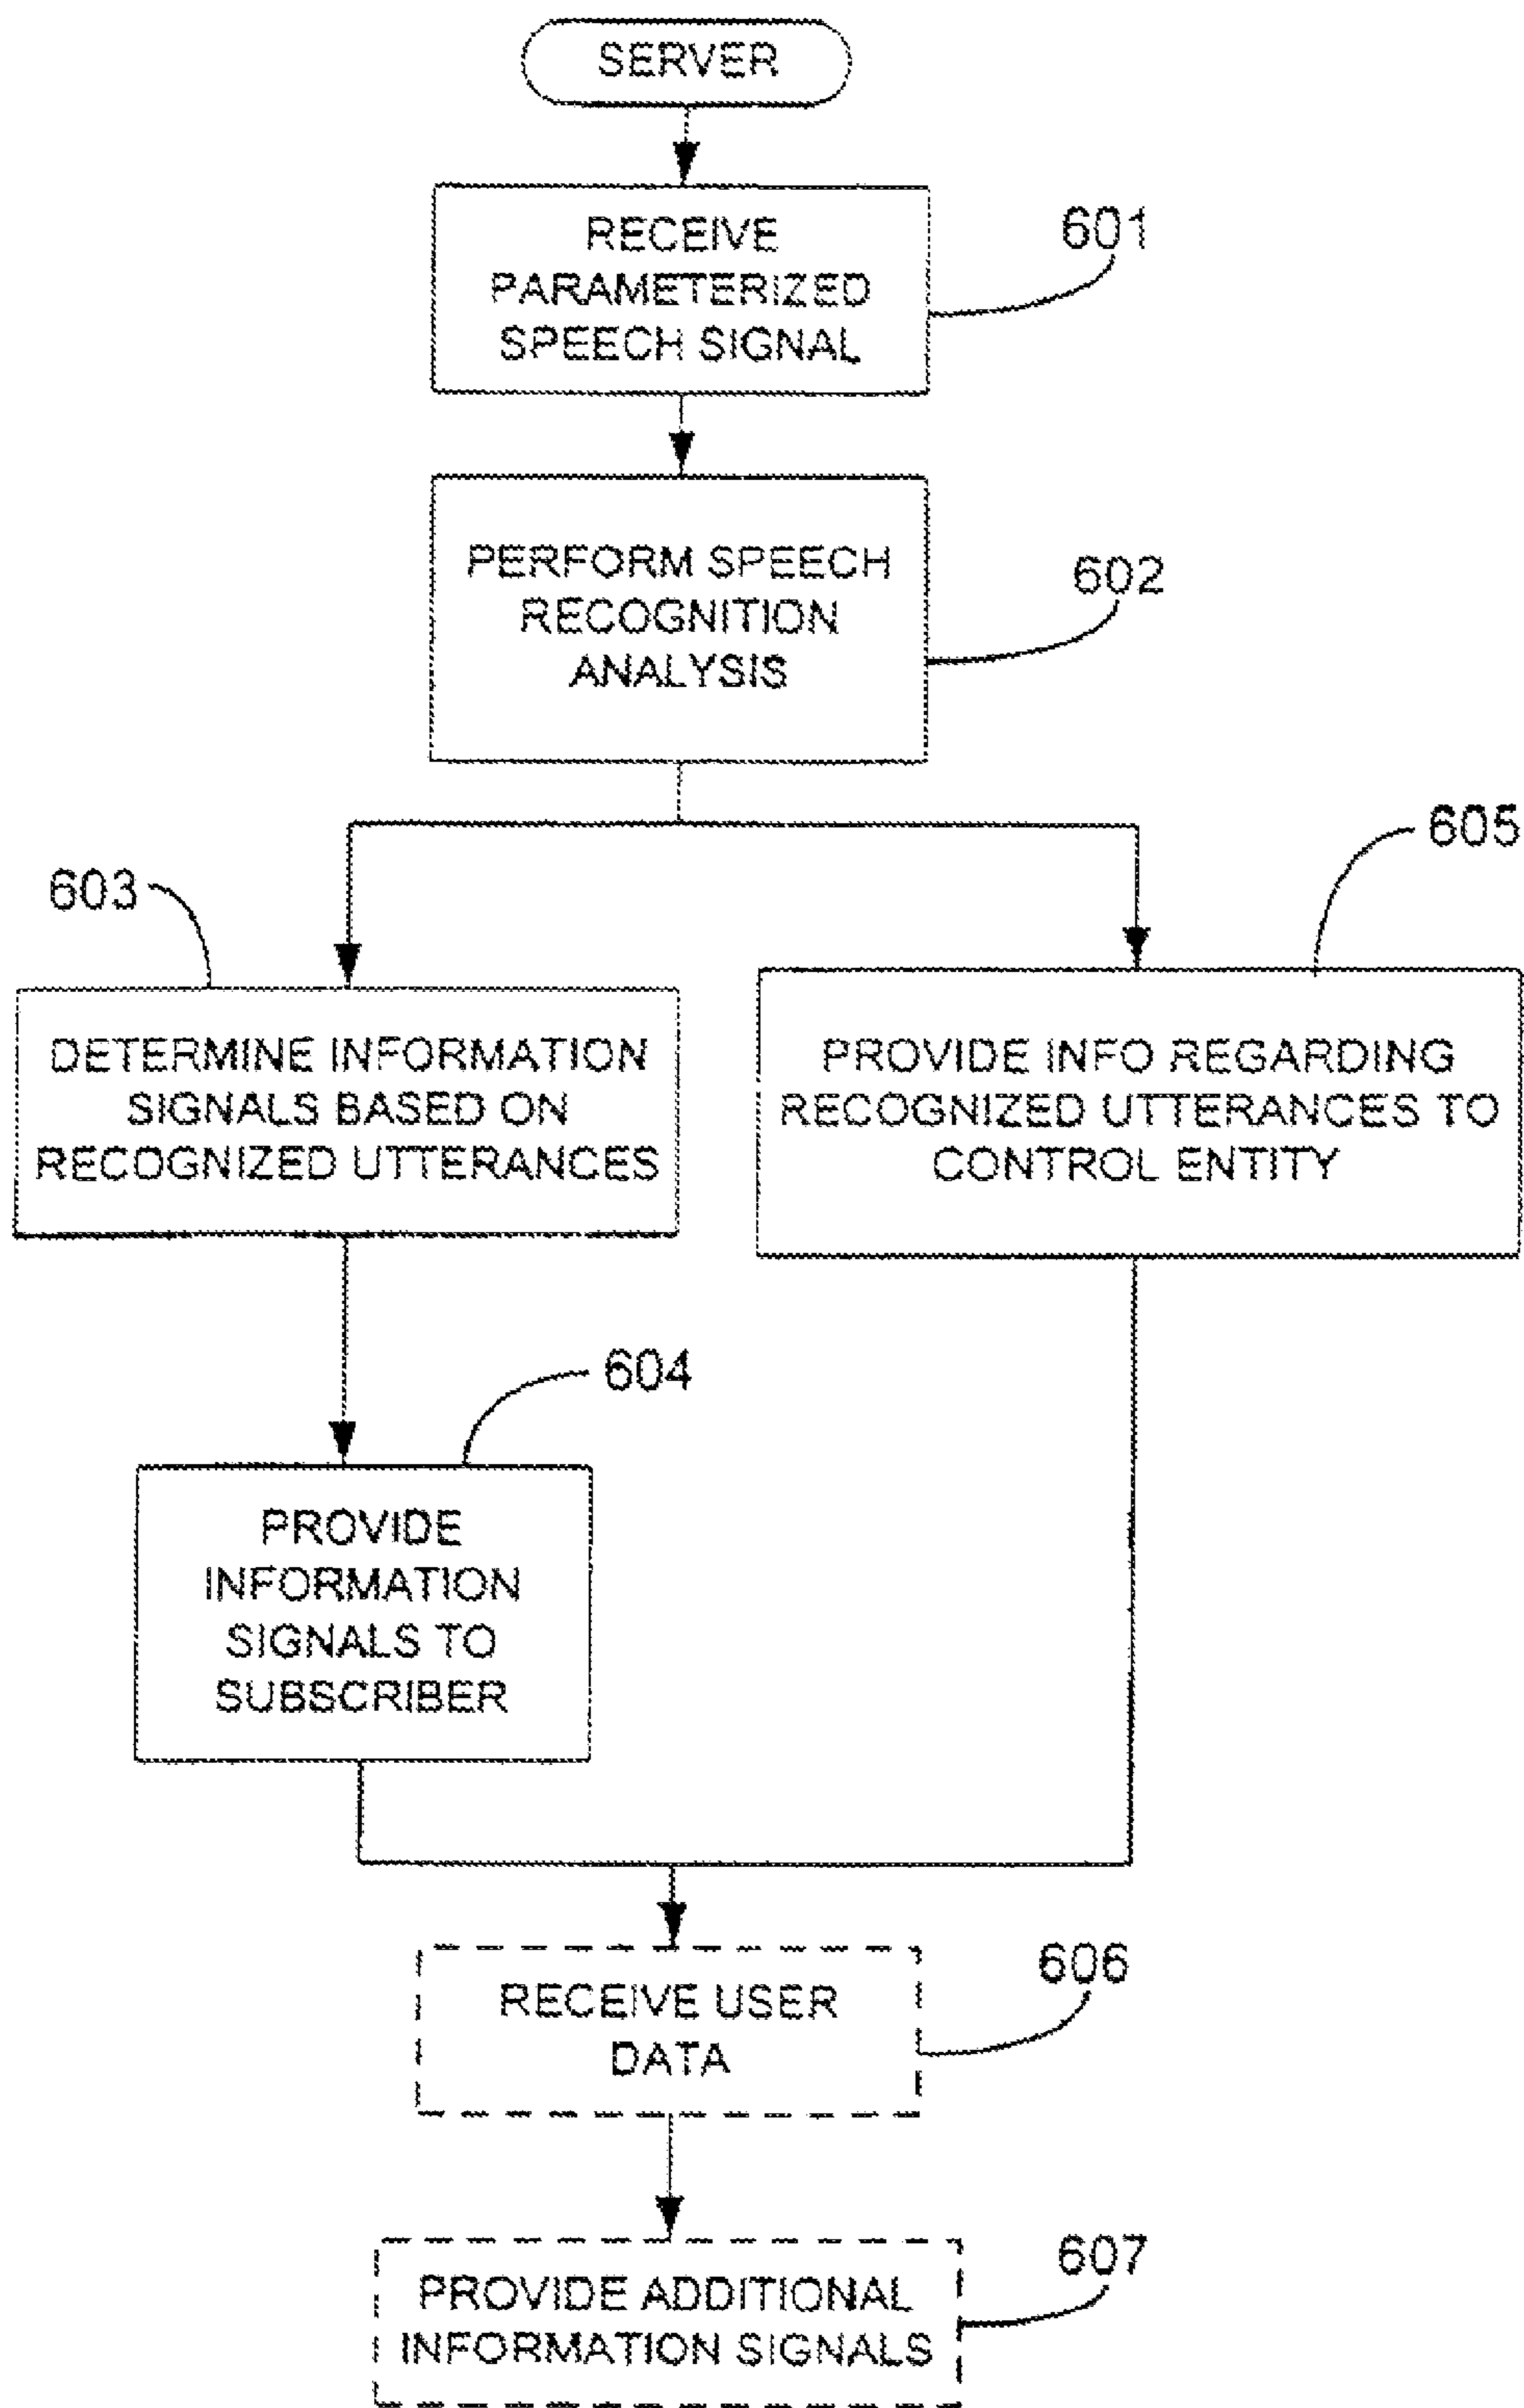 SERVER
RECEIVE
PARAMETERIZED
SPEECH SIGNAL
601
PERFORM SPEECH
RECOGNITION
ANALYSIS
602
603
605
DETERMINE INFORMATION
SIGNALS BASED ON
RECOGNIZED UTTERANCES
PROVIDE INFO REGARDING
RECOGNIZED UTTERANCES TO
CONTROL ENTITY
604
PROVIDE
INFORMATION
SIGNALS TO
SUBSCRIBER
RECEIVE USER
DATA
606
PROVIDE ADDITIONAL
INFORMATION SIGNALS
607